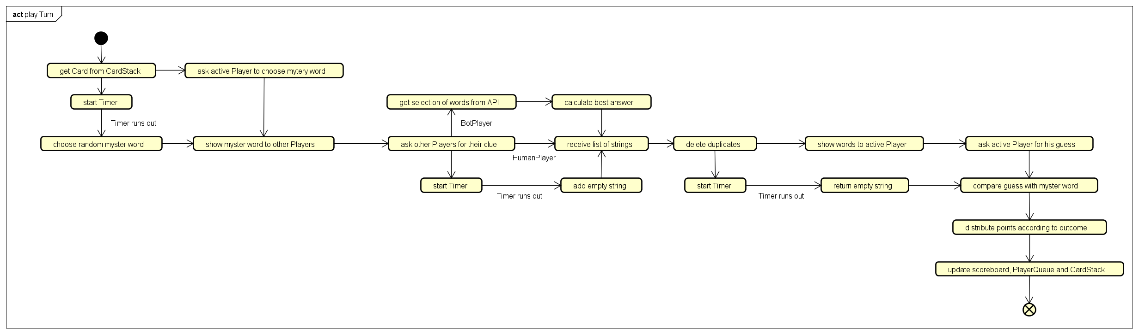 act play Turn
get Card from CardStack
ask active Player to choose mytery word
start Timer
Timer runs out
choose random myster word
show myster word to other Players
get selection of words from API
calculate best answer
BotPlayer
ask other Players for their clue
receive list of strings
HumanPlayer
start Timer
add empty string
Timer runs out
delete duplicates
show words to active Player
ask active Player for his guess
start Timer
return empty string
compare guess with myster word
Timer runs out
distribute points according to outcome
update scoreboard, PlayerQueue and CardStack